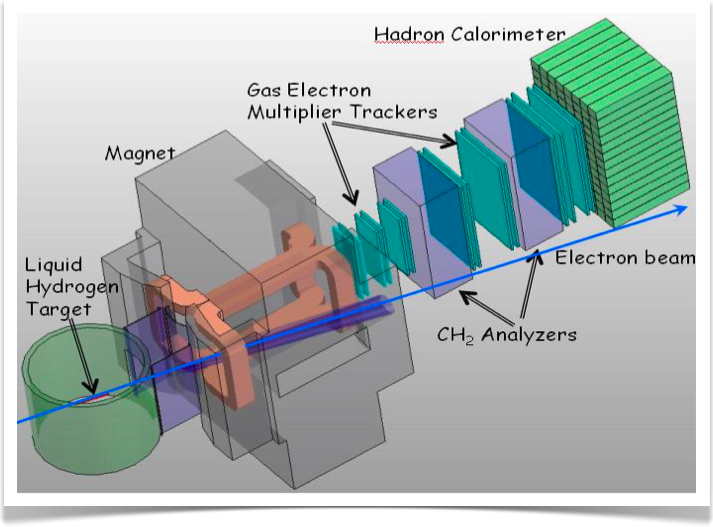 Hadron Calorimeter
Gas Electron
Multiplier Trackers
Magnet
Liquid
Hydrogen
Target
Electron beam
CH₂ Analyzers